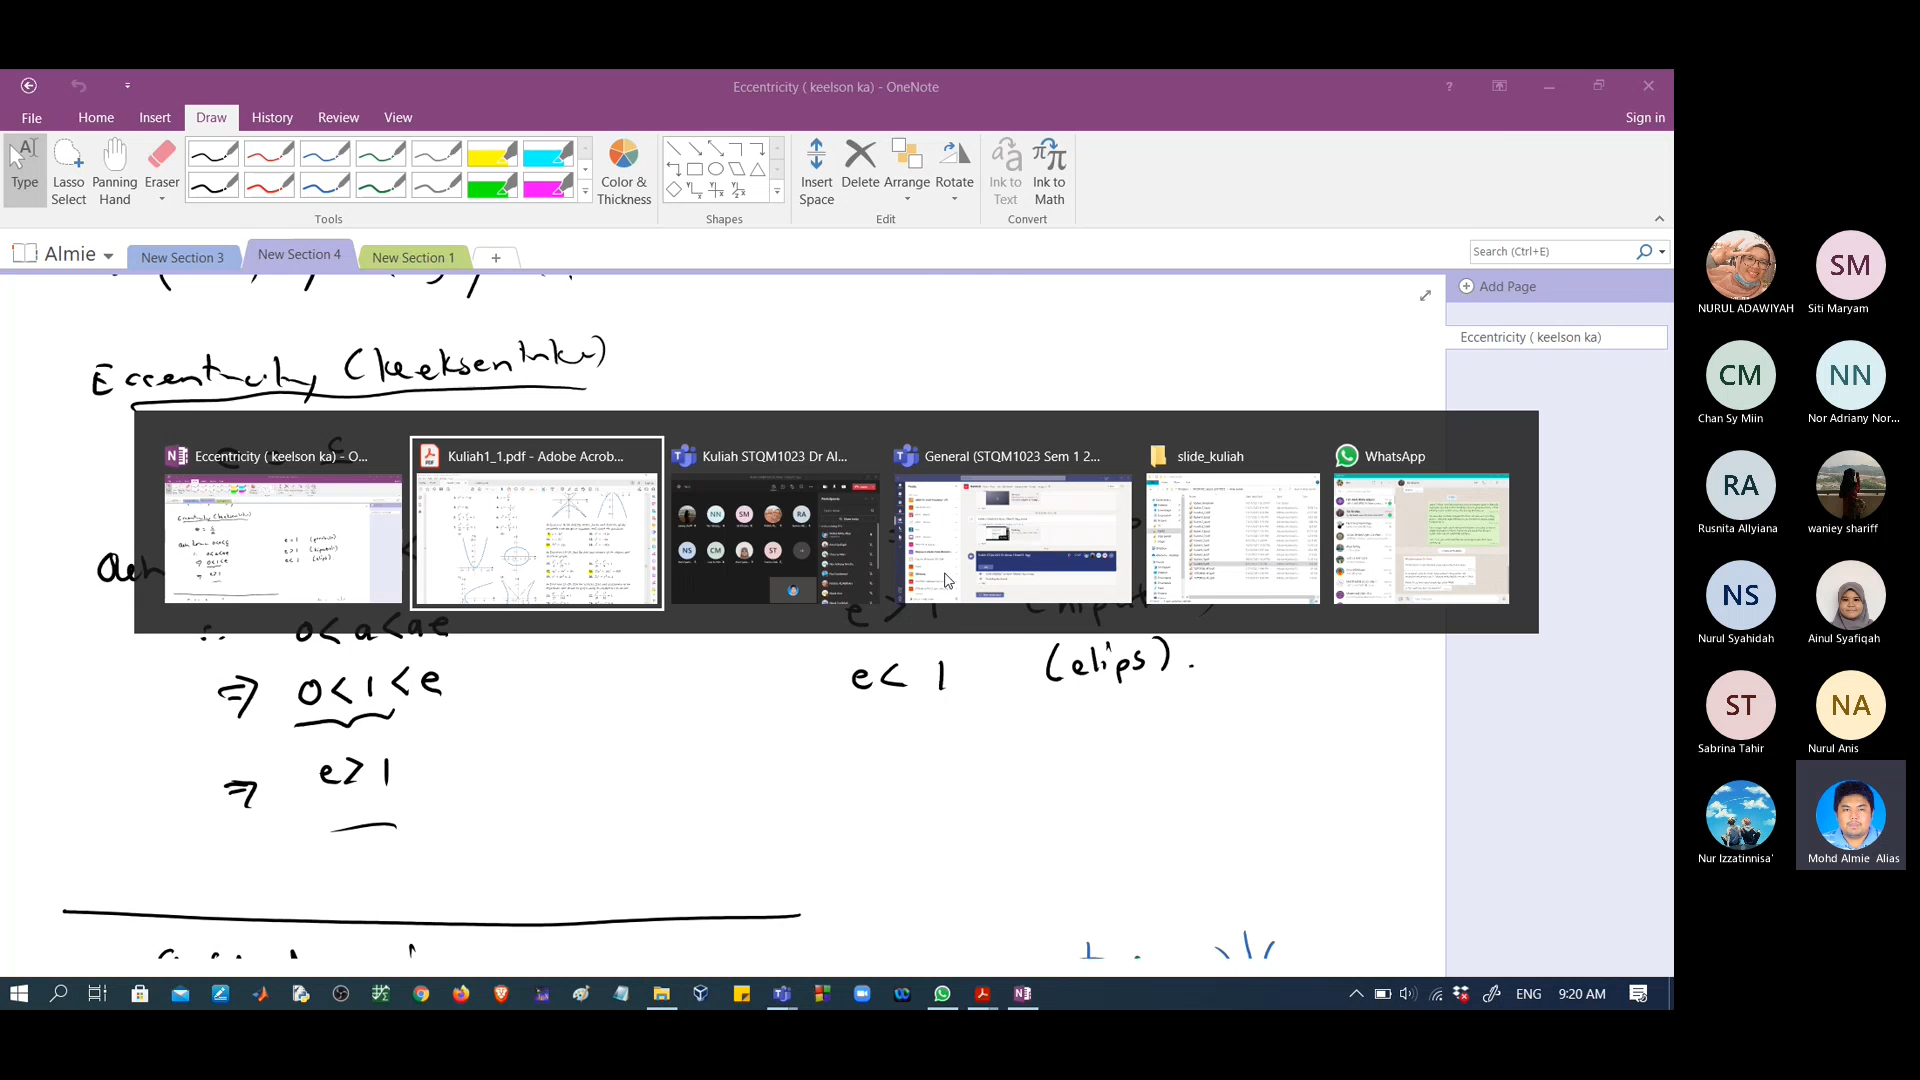 Eccentricity ( keelson ka) - OneNote
File Home Insert Draw History Review View
Sign in
Type
Lasso Select
Panning Hand
Eraser
Color & Thickness
Insert Space
Delete
Arrange
Rotate
Ink to Text
Ink to Math
Tools
Shapes
Edit
Convert
Almie
New Section 3
New Section 4
New Section 1
Search (Ctrl+E)
Add Page
Eccentricity ( keelson ka)
Eccentricity (keeksentrikan)
Eccentricity ( keelson ka) - O...
Kuliah1_1.pdf - Adobe Acrob...
Kuliah STQM1023 Dr Al...
General (STQM1023 Sem 1 2...
slide_kuliah
WhatsApp
∴ 0 < a < ae
⇒ 0 < 1 < e
⇒ e > 1
e > 1
e < 1 (elips).
NURUL ADAWIYAH
SM
Siti Maryam
CM
Chan Sy Miin
NN
Nor Adriany Nor...
RA
Rusnita Allyiana
waniey shariff
NS
Nurul Syahidah
Ainul Syafiqah
ST
Sabrina Tahir
NA
Nurul Anis
Nur Izzatinnisa'
Mohd Almie Alias
ENG
9:20 AM